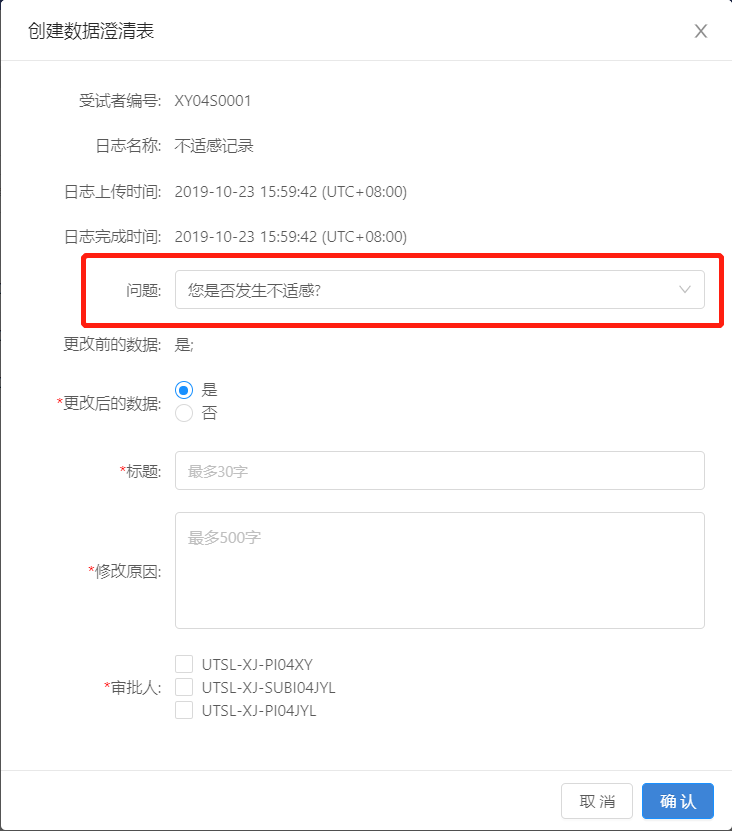 创建数据澄清表
受试者编号: XY04S0001
日志名称: 不适感记录
日志上传时间: 2019-10-23 15:59:42 (UTC+08:00)
日志完成时间: 2019-10-23 15:59:42 (UTC+08:00)
问题: 您是否发生不适感?
更改前的数据: 是;
*更改后的数据: 是
否
*标题: 最多30字
*修改原因: 最多500字
*审批人: UTSL-XJ-PI04XY
UTSL-XJ-SUBI04JYL
UTSL-XJ-PI04JYL
取 消 确 认